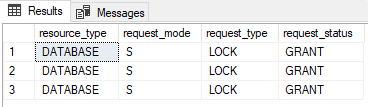 Results Messages
resource_type request_mode request_type request_status
1 DATABASE S LOCK GRANT
2 DATABASE S LOCK GRANT
3 DATABASE S LOCK GRANT